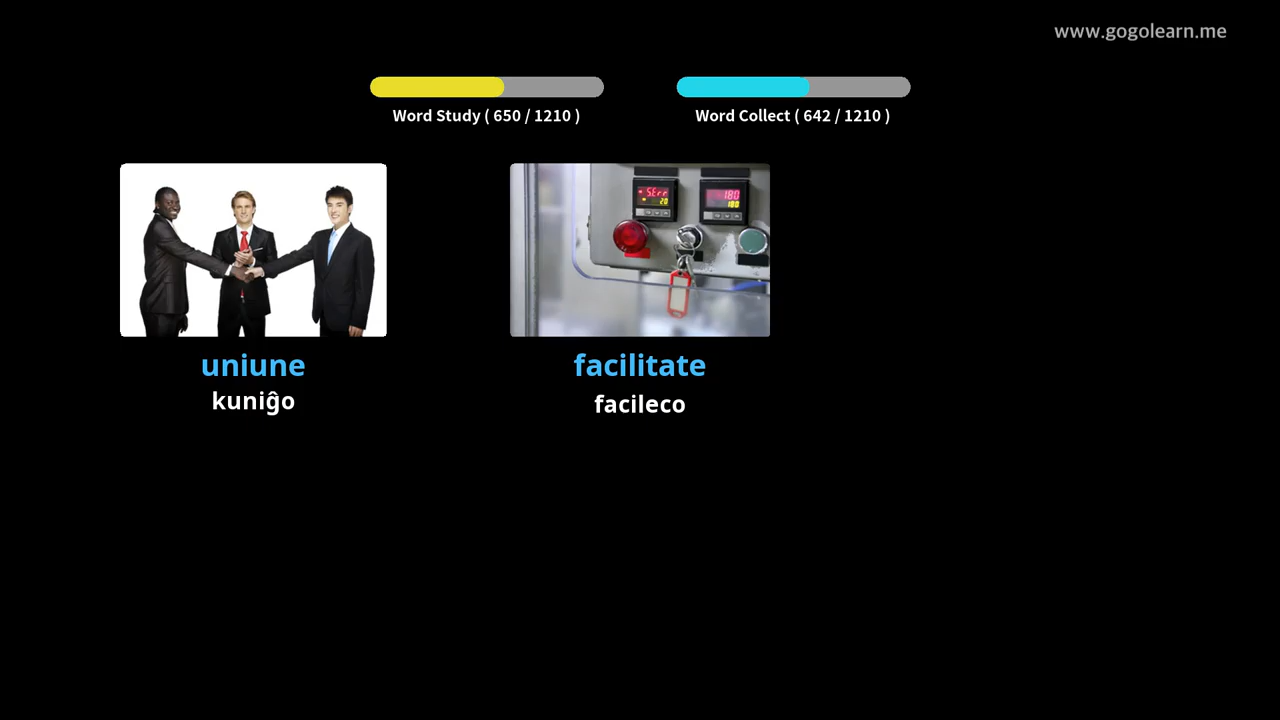 www.gogolearn.me
Word Study ( 650 / 1210 )
Word Collect ( 642 / 1210 )
uniune
kuniĝo
facilitate
facileco